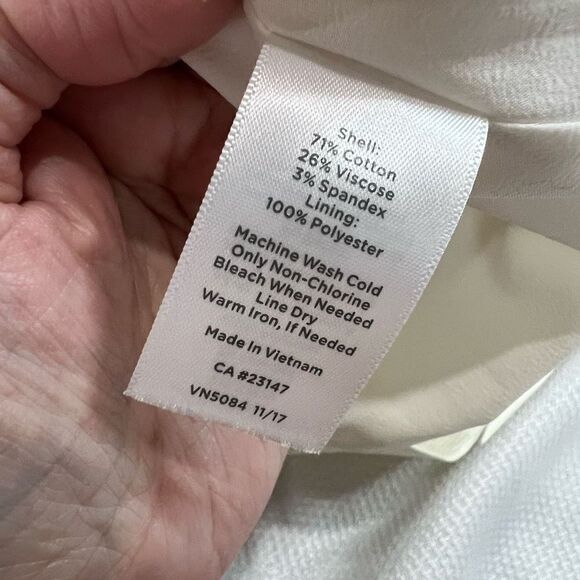 Shell:
71% Cotton
26% Viscose
3% Spandex
Lining:
100% Polyester
Machine Wash Cold
Only Non-Chlorine
Bleach When Needed
Line Dry
Warm Iron, If Needed
Made In Vietnam
CA #23147
VN5084 11/17